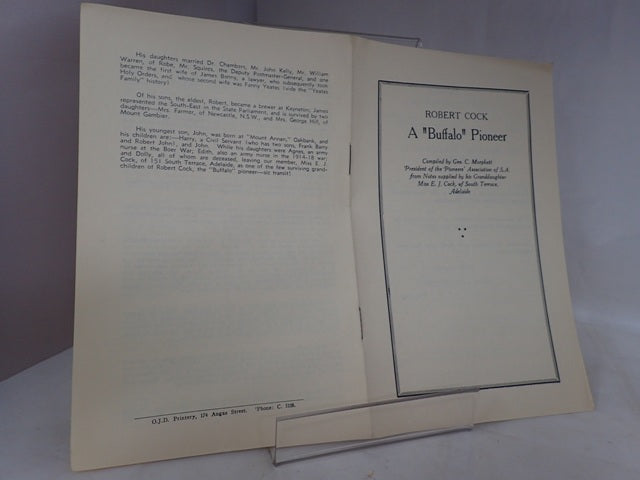 His daughters married Dr. Chambers, Mr. John Kelly, Mr. William
Warren, of Robe, Mr. Squires, the Deputy Postmaster-General, and one
became the first wife of James Bonny, a lawyer, who subsequently took
Holy Orders, and whose second wife was Fanny Yeates (vide the "Yeates
Family" history)
Of his sons, the eldest, Robert, became a brewer at Keyneton; James
represented the South-East in the State Parliament, and is survived by two
daughters—Mrs. Farmer, of Newcastle, N.S.W., and Mrs. George Hill, of
Mount Gambier.
His youngest son, John, was born at "Mount Annan," Oakbank, and
his children are:—Harry, a Civil Servant (who has two sons, Frank Barry
and Robert John), and John. While his daughters were Agnes, an army
nurse at the Boer War; Edith, also an army nurse in the 1914-18 war;
and Dolly, all of whom are deceased, leaving our member, Miss E. J.
Cock, of 151 South Terrace, Adelaide, as one of the few surviving grand-
children of Robert Cock, the "Buffalo" pioneer—sic transit!
O.J.D. Printery, 174 Angas Street. 'Phone: C. 1128.
ROBERT COCK
A "Buffalo" Pioneer
Compiled by Geo. C. Morphett
President of the Pioneers' Association of S.A.
from Notes supplied by his Granddaughter
Miss E. J. Cock, of South Terrace,
Adelaide